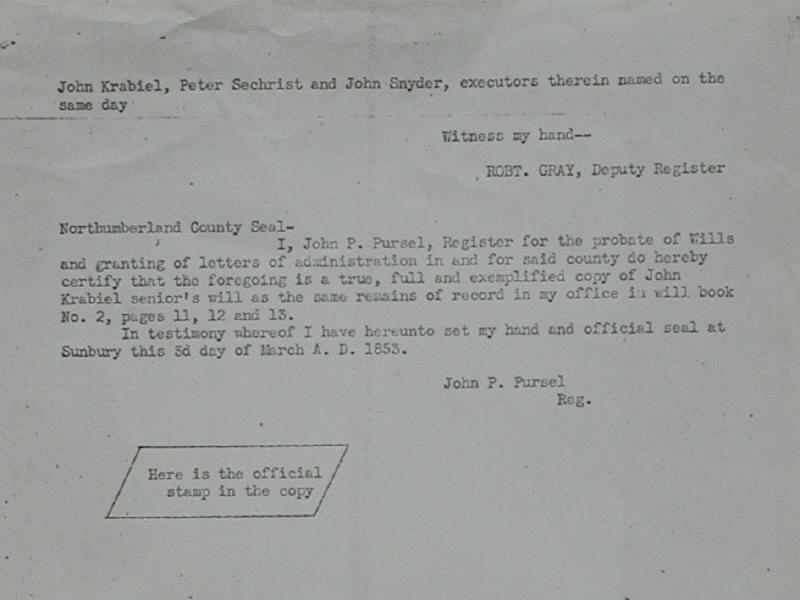 John Krabiel, Peter Sechrist and John Snyder, executors therein named on the
same day
Witness my hand--
ROBT. GRAY, Deputy Register
Northumberland County Seal-
I, John P. Pursel, Register for the probate of Wills
and granting of letters of administration in and for said county do hereby
certify that the foregoing is a true, full and exemplified copy of John
Krabiel senior's will as the same remains of record in my office in will book
No. 2, pages 11, 12 and 13.
In testimony whereof I have hereunto set my hand and official seal at
Sunbury this 3d day of March A. D. 1853.
John P. Pursel
Reg.
Here is the official
stamp in the copy